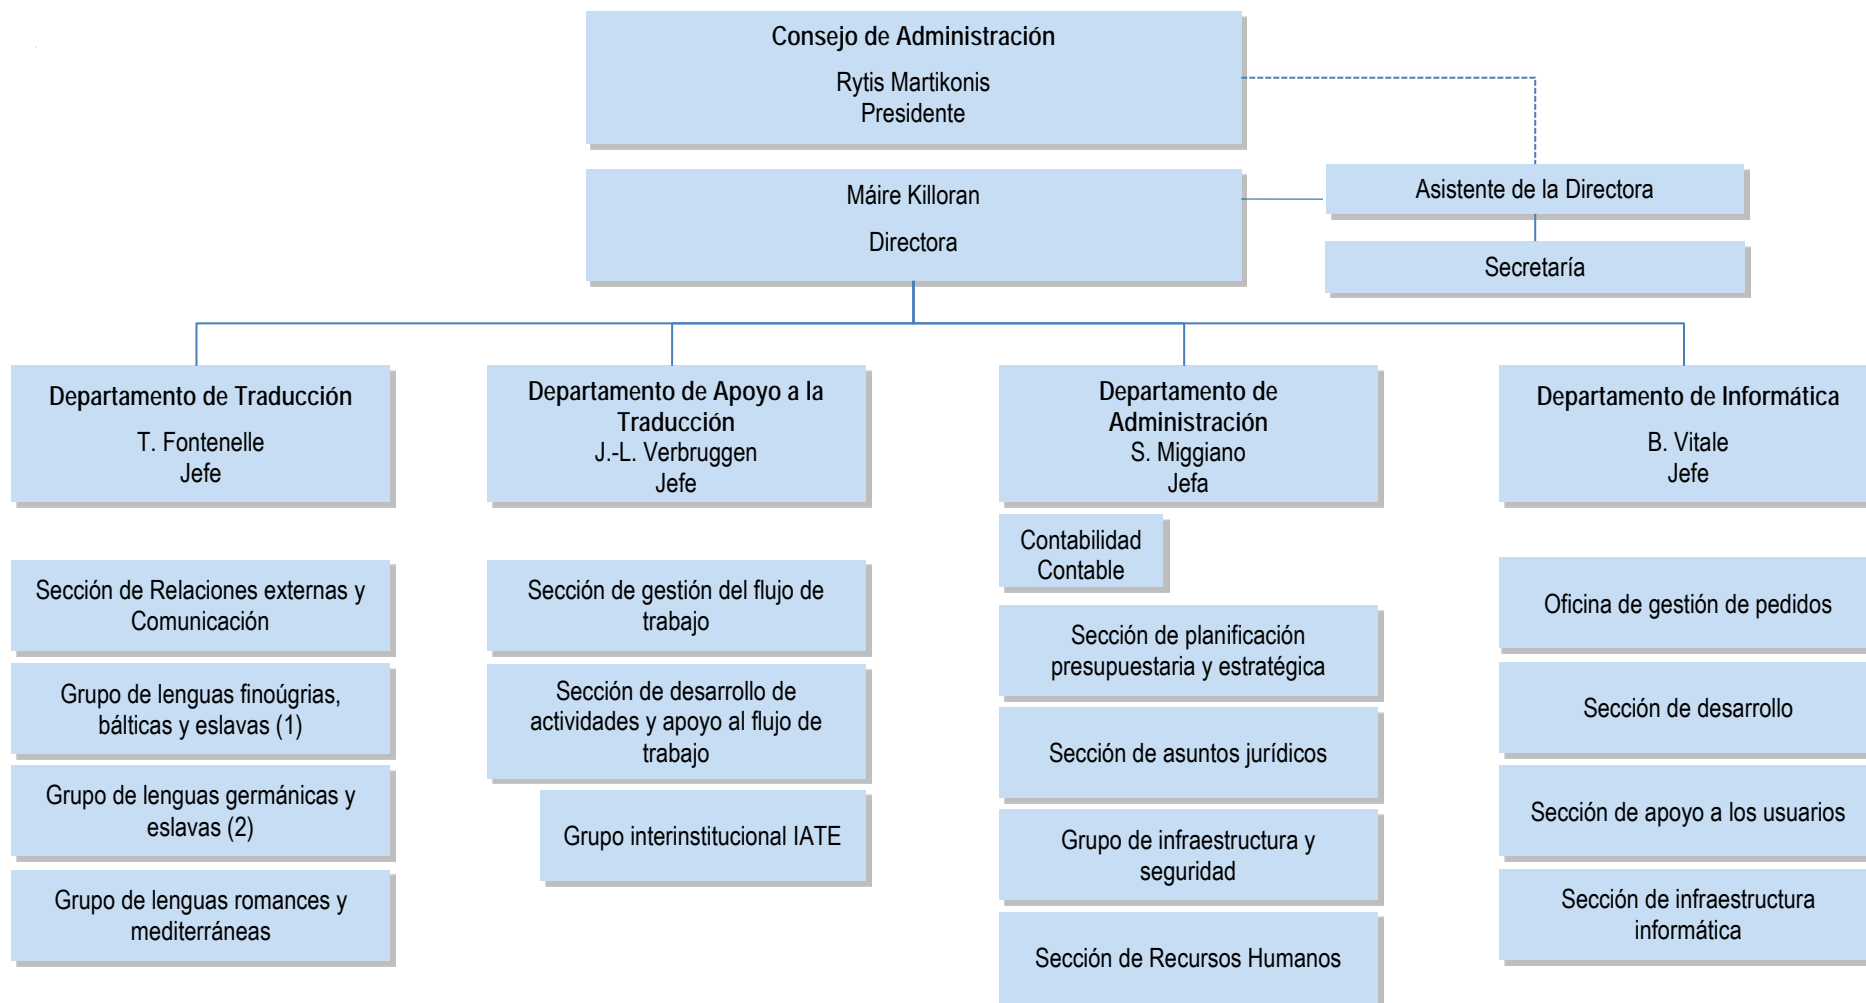 Consejo de Administración
Rytis Martikonis
Presidente
Máire Killoran
Directora
Asistente de la Directora
Secretaría
Departamento de Traducción
T. Fontenelle
Jefe
Sección de Relaciones externas y
Comunicación
Grupo de lenguas finoúgrias,
bálticas y eslavas (1)
Grupo de lenguas germánicas y
eslavas (2)
Grupo de lenguas romances y
mediterráneas
Departamento de Apoyo a la
Traducción
J.-L. Verbruggen
Jefe
Sección de gestión del flujo de
trabajo
Sección de desarrollo de
actividades y apoyo al flujo de
trabajo
Grupo interinstitucional IATE
Departamento de
Administración
S. Miggiano
Jefa
Contabilidad
Contable
Sección de planificación
presupuestaria y estratégica
Sección de asuntos jurídicos
Grupo de infraestructura y
seguridad
Sección de Recursos Humanos
Departamento de Informática
B. Vitale
Jefe
Oficina de gestión de pedidos
Sección de desarrollo
Sección de apoyo a los usuarios
Sección de infraestructura
informática